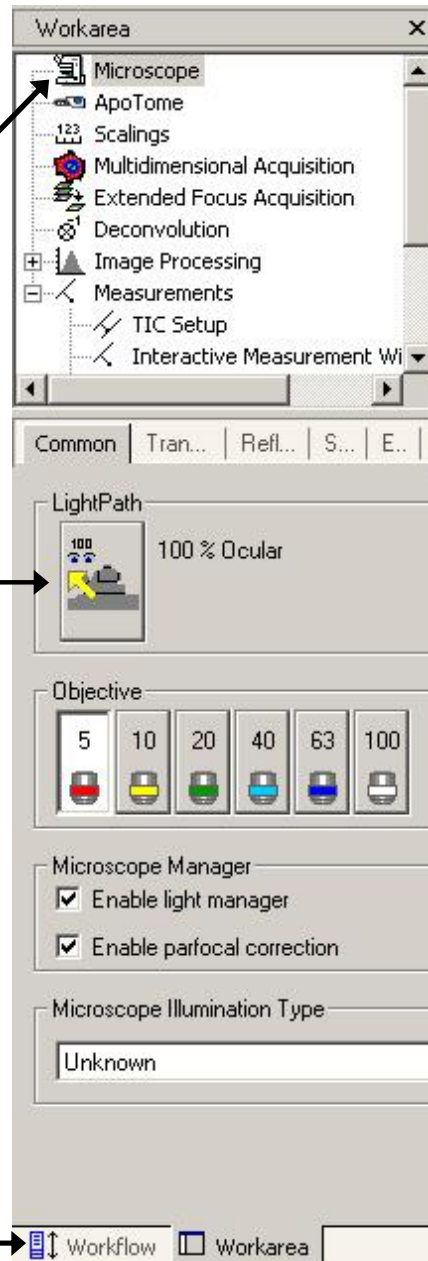 Workarea
Microscope
ApoTome
123 Scalings
Multidimensional Acquisition
Extended Focus Acquisition
Deconvolution
Image Processing
Measurements
TIC Setup
Interactive Measurement Wi
Common Tran... Refl... S... E..
LightPath
100
100 % Ocular
Objective
5 10 20 40 63 100
Microscope Manager
Enable light manager
Enable parfocal correction
Microscope Illumination Type
Unknown
Workflow Workarea